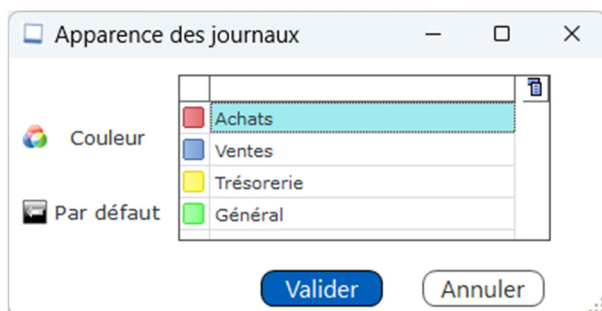 Apparence des journaux
Couleur
Par défaut
Achats
Ventes
Trésorerie
Général
Valider
Annuler